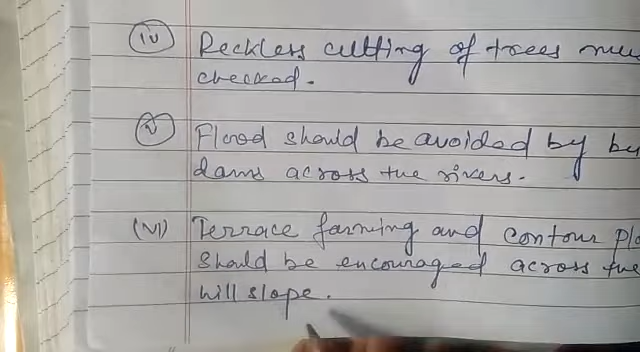 (iv) Reckless cutting of trees
checked.
(v) Flood should be avoided by
dams across the rivers.
(vi) Terrace farming and contour
should be encouraged across the
hill slope.